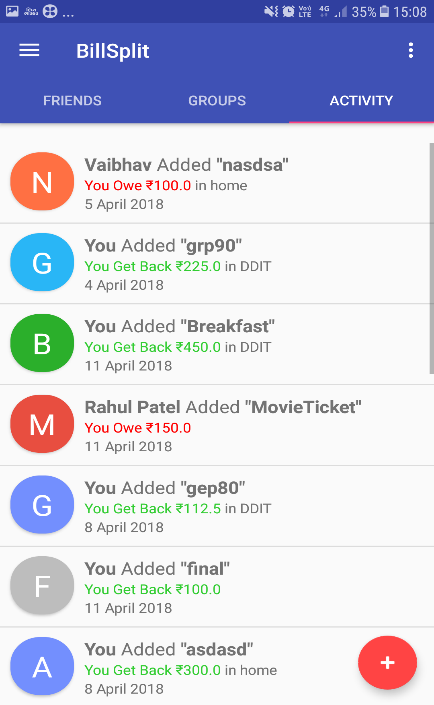 ... Vo)) LTE 4G 35% 15:08
BillSplit
FRIENDS GROUPS ACTIVITY
N
Vaibhav Added "nasdsa"
You Owe ₹100.0 in home
5 April 2018
G
You Added "grp90"
You Get Back ₹225.0 in DDIT
4 April 2018
B
You Added "Breakfast"
You Get Back ₹450.0 in DDIT
11 April 2018
M
Rahul Patel Added "MovieTicket"
You Owe ₹150.0
11 April 2018
G
You Added "gep80"
You Get Back ₹112.5 in DDIT
8 April 2018
F
You Added "final"
You Get Back ₹100.0
11 April 2018
A
You Added "asdasd"
You Get Back ₹300.0 in home
8 April 2018
+